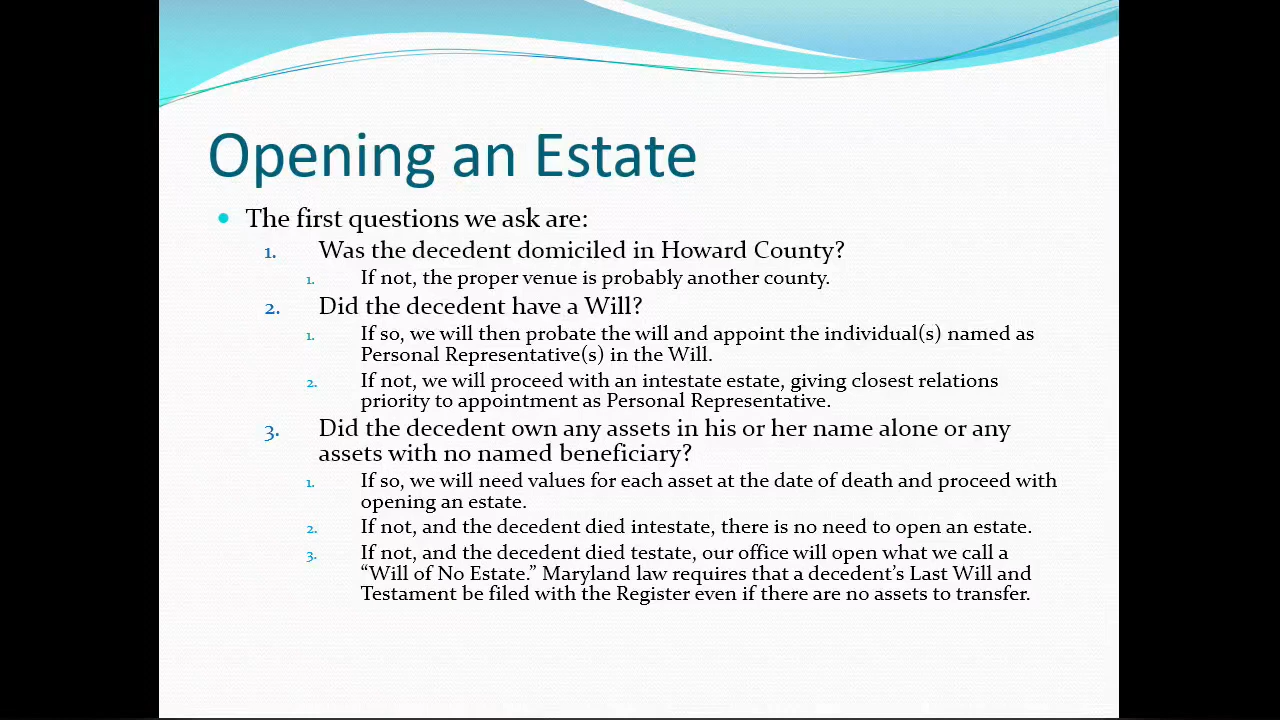 Opening an Estate
• The first questions we ask are:
1. Was the decedent domiciled in Howard County?
1. If not, the proper venue is probably another county.
2. Did the decedent have a Will?
1. If so, we will then probate the will and appoint the individual(s) named as
Personal Representative(s) in the Will.
2. If not, we will proceed with an intestate estate, giving closest relations
priority to appointment as Personal Representative.
3. Did the decedent own any assets in his or her name alone or any
assets with no named beneficiary?
1. If so, we will need values for each asset at the date of death and proceed with
opening an estate.
2. If not, and the decedent died intestate, there is no need to open an estate.
3. If not, and the decedent died testate, our office will open what we call a
“Will of No Estate.” Maryland law requires that a decedent’s Last Will and
Testament be filed with the Register even if there are no assets to transfer.